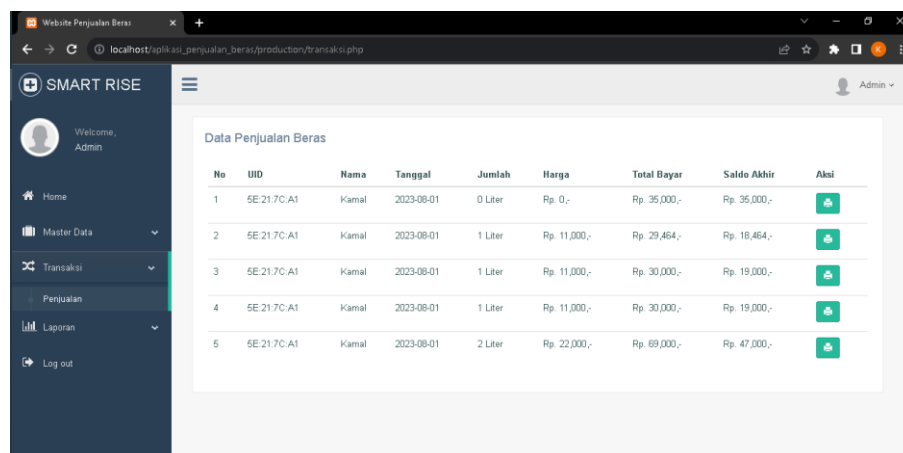 Website Penjualan Beras
localhost/aplikasi_penjualan_beras/production/transaksi.php
K
SMART RISE
Admin
Welcome,
Admin
Home
Master Data
Transaksi
Penjualan
Laporan
Log out
Data Penjualan Beras
No UID Nama Tanggal Jumlah Harga Total Bayar Saldo Akhir Aksi
1 5E:21:7C:A1 Kamal 2023-08-01 0 Liter Rp. 0,- Rp. 35,000,- Rp. 35,000,-
2 5E:21:7C:A1 Kamal 2023-08-01 1 Liter Rp. 11,000,- Rp. 29,464,- Rp. 18,464,-
3 5E:21:7C:A1 Kamal 2023-08-01 1 Liter Rp. 11,000,- Rp. 30,000,- Rp. 19,000,-
4 5E:21:7C:A1 Kamal 2023-08-01 1 Liter Rp. 11,000,- Rp. 30,000,- Rp. 19,000,-
5 5E:21:7C:A1 Kamal 2023-08-01 2 Liter Rp. 22,000,- Rp. 69,000,- Rp. 47,000,-